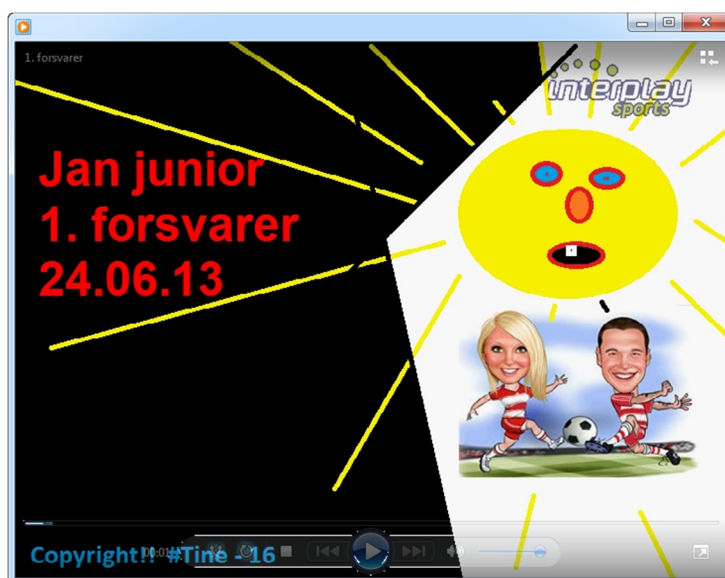 1. forsvarer
interplay
sports
Jan junior
1. forsvarer
24.06.13
Copyright!! #Tine - 16